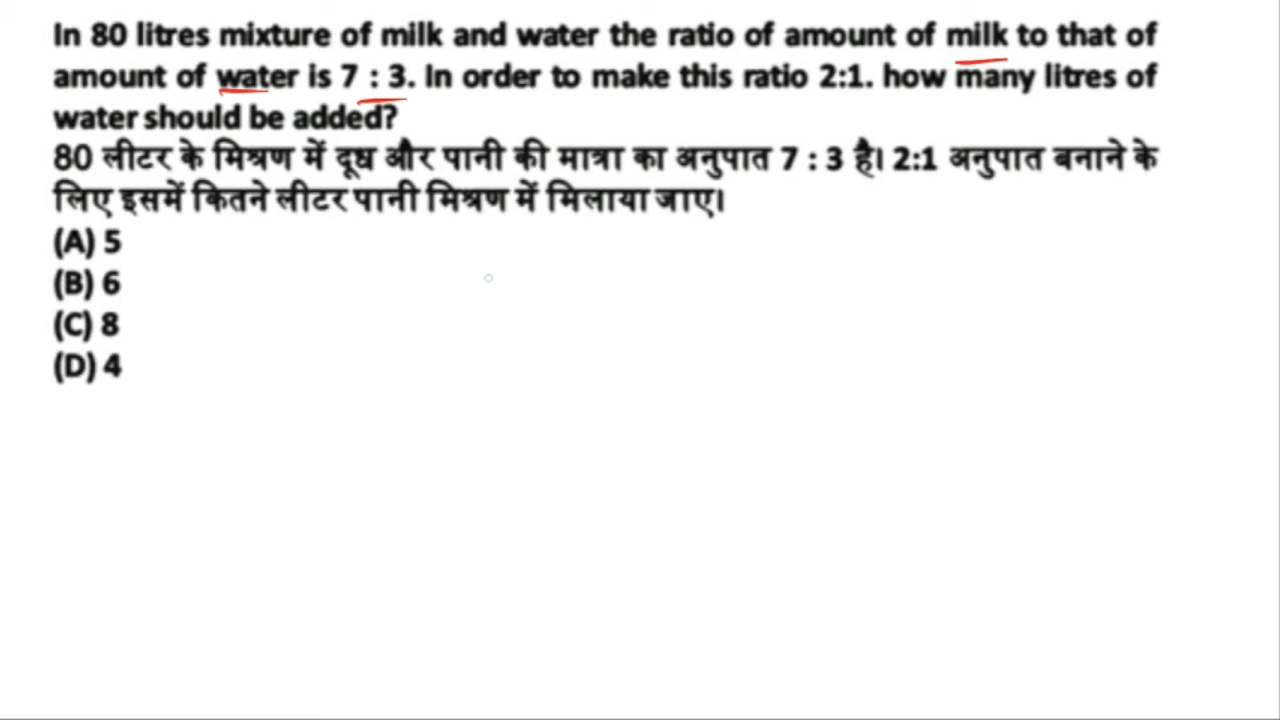 In 80 litres mixture of milk and water the ratio of amount of milk to that of
amount of water is 7 : 3. In order to make this ratio 2:1. how many litres of
water should be added?
80 लीटर के मिश्रण में दूध और पानी की मात्रा का अनुपात 7 : 3 है। 2:1 अनुपात बनाने के
लिए इसमें कितने लीटर पानी मिश्रण में मिलाया जाए।
(A) 5
(B) 6
(C) 8
(D) 4